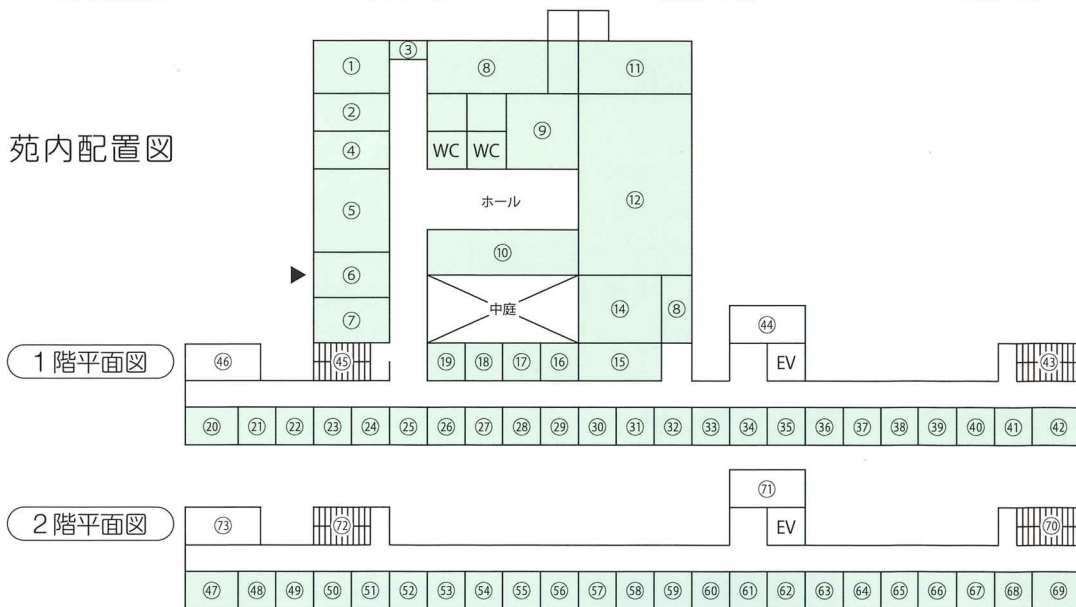 苑内配置図
① ③ ⑧ ⑪
② ⑨
④ WC WC
⑤ ホール ⑫
⑩
▶ ⑥
中庭 ⑭ ⑧
⑦ ㊹
1階平面図 ㊻ ㊺ ⑲ ⑱ ⑰ ⑯ ⑮ EV ㊸
⑳ ㉑ ㉒ ㉓ ㉔ ㉕ ㉖ ㉗ ㉘ ㉙ ㉚ ㉛ ㉜ ㉝ ㉞ ㉟ ㊱ ㊲ ㊳ ㊴ ㊵ ㊶ ㊷
71
2階平面図 73 72 EV 70
㊼ ㊽ ㊾ ㊿ 51 52 53 54 55 56 57 58 59 60 61 62 63 64 65 66 67 68 69